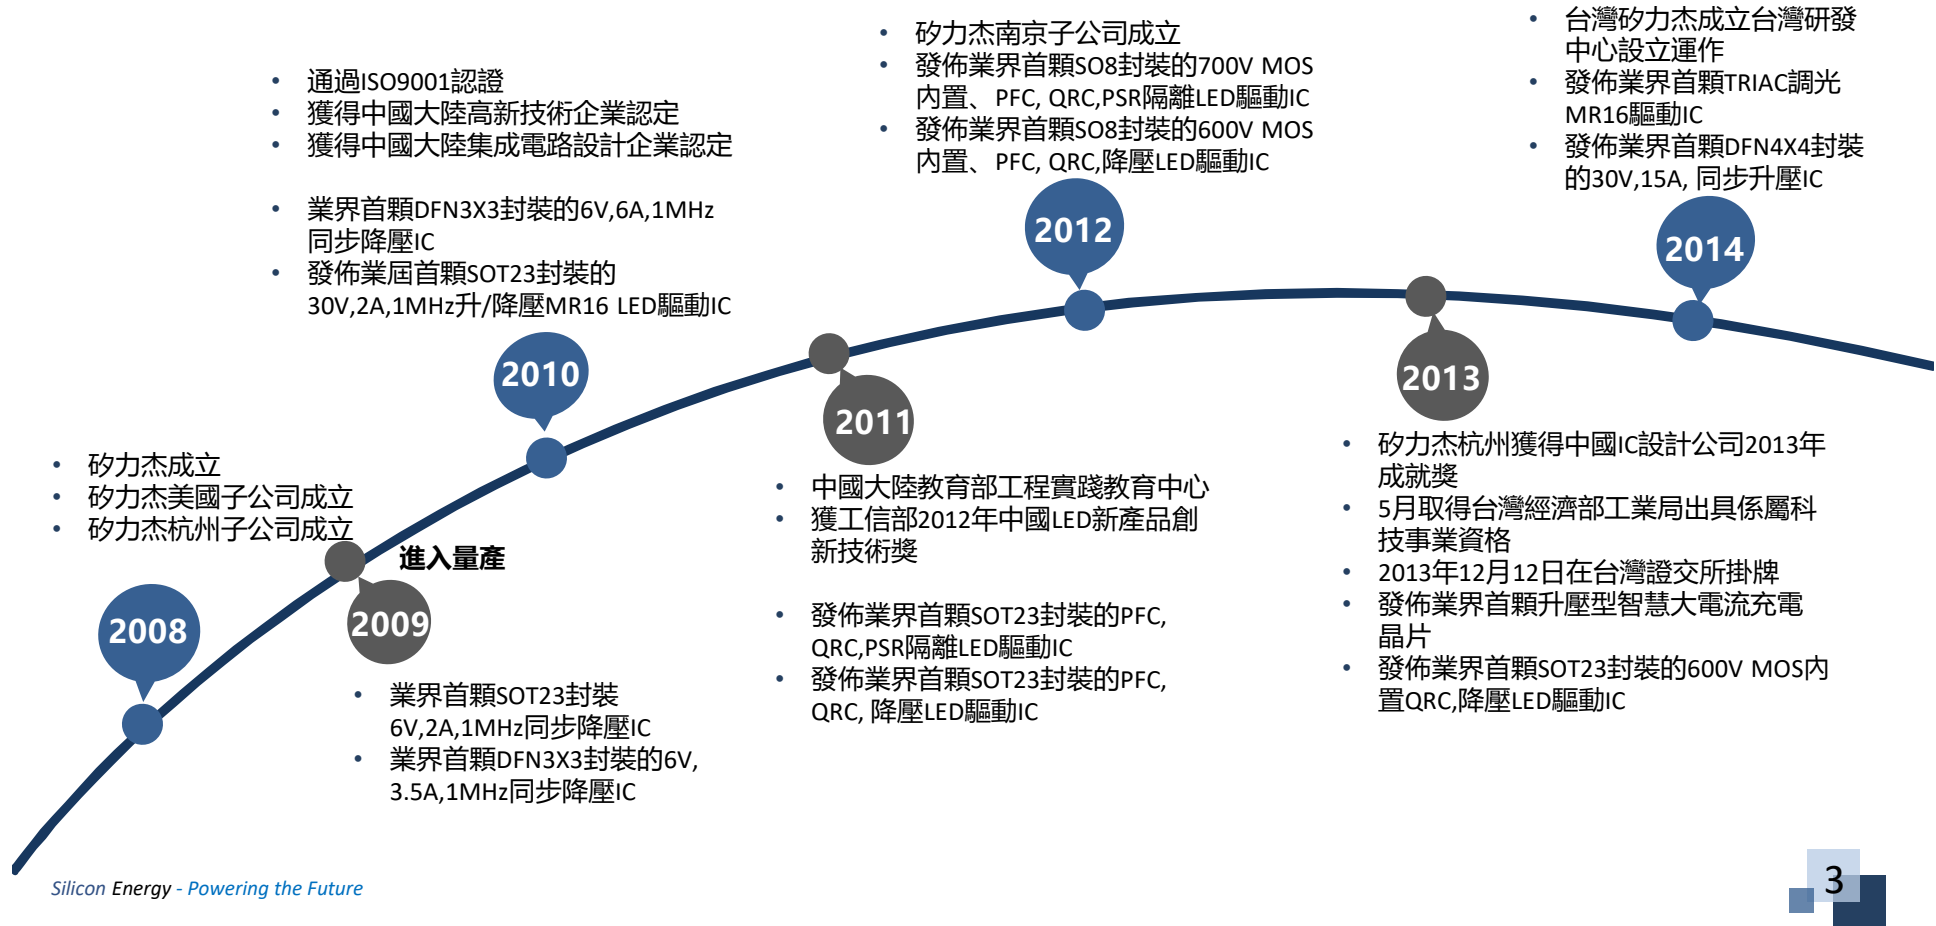 • 矽力杰成立
• 矽力杰美國子公司成立
• 矽力杰杭州子公司成立
2008
進入量產
2009
• 業界首顆SOT23封裝
6V,2A,1MHz同步降壓IC
• 業界首顆DFN3X3封裝的6V,
3.5A,1MHz同步降壓IC
• 通過ISO9001認證
• 獲得中國大陸高新技術企業認定
• 獲得中國大陸集成電路設計企業認定
• 業界首顆DFN3X3封裝的6V,6A,1MHz
同步降壓IC
• 發佈業屆首顆SOT23封裝的
30V,2A,1MHz升/降壓MR16 LED驅動IC
2010
2011
• 中國大陸教育部工程實踐教育中心
• 獲工信部2012年中國LED新產品創
新技術獎
• 發佈業界首顆SOT23封裝的PFC,
QRC,PSR隔離LED驅動IC
• 發佈業界首顆SOT23封裝的PFC,
QRC, 降壓LED驅動IC
• 矽力杰南京子公司成立
• 發佈業界首顆SO8封裝的700V MOS
內置、PFC, QRC,PSR隔離LED驅動IC
• 發佈業界首顆SO8封裝的600V MOS
內置、PFC, QRC,降壓LED驅動IC
2012
2013
• 矽力杰杭州獲得中國IC設計公司2013年
成就獎
• 5月取得台灣經濟部工業局出具係屬科
技事業資格
• 2013年12月12日在台灣證交所掛牌
• 發佈業界首顆升壓型智慧大電流充電
晶片
• 發佈業界首顆SOT23封裝的600V MOS內
置QRC,降壓LED驅動IC
• 台灣矽力杰成立台灣研發
中心設立運作
• 發佈業界首顆TRIAC調光
MR16驅動IC
• 發佈業界首顆DFN4X4封裝
的30V,15A, 同步升壓IC
2014
Silicon Energy - Powering the Future
3